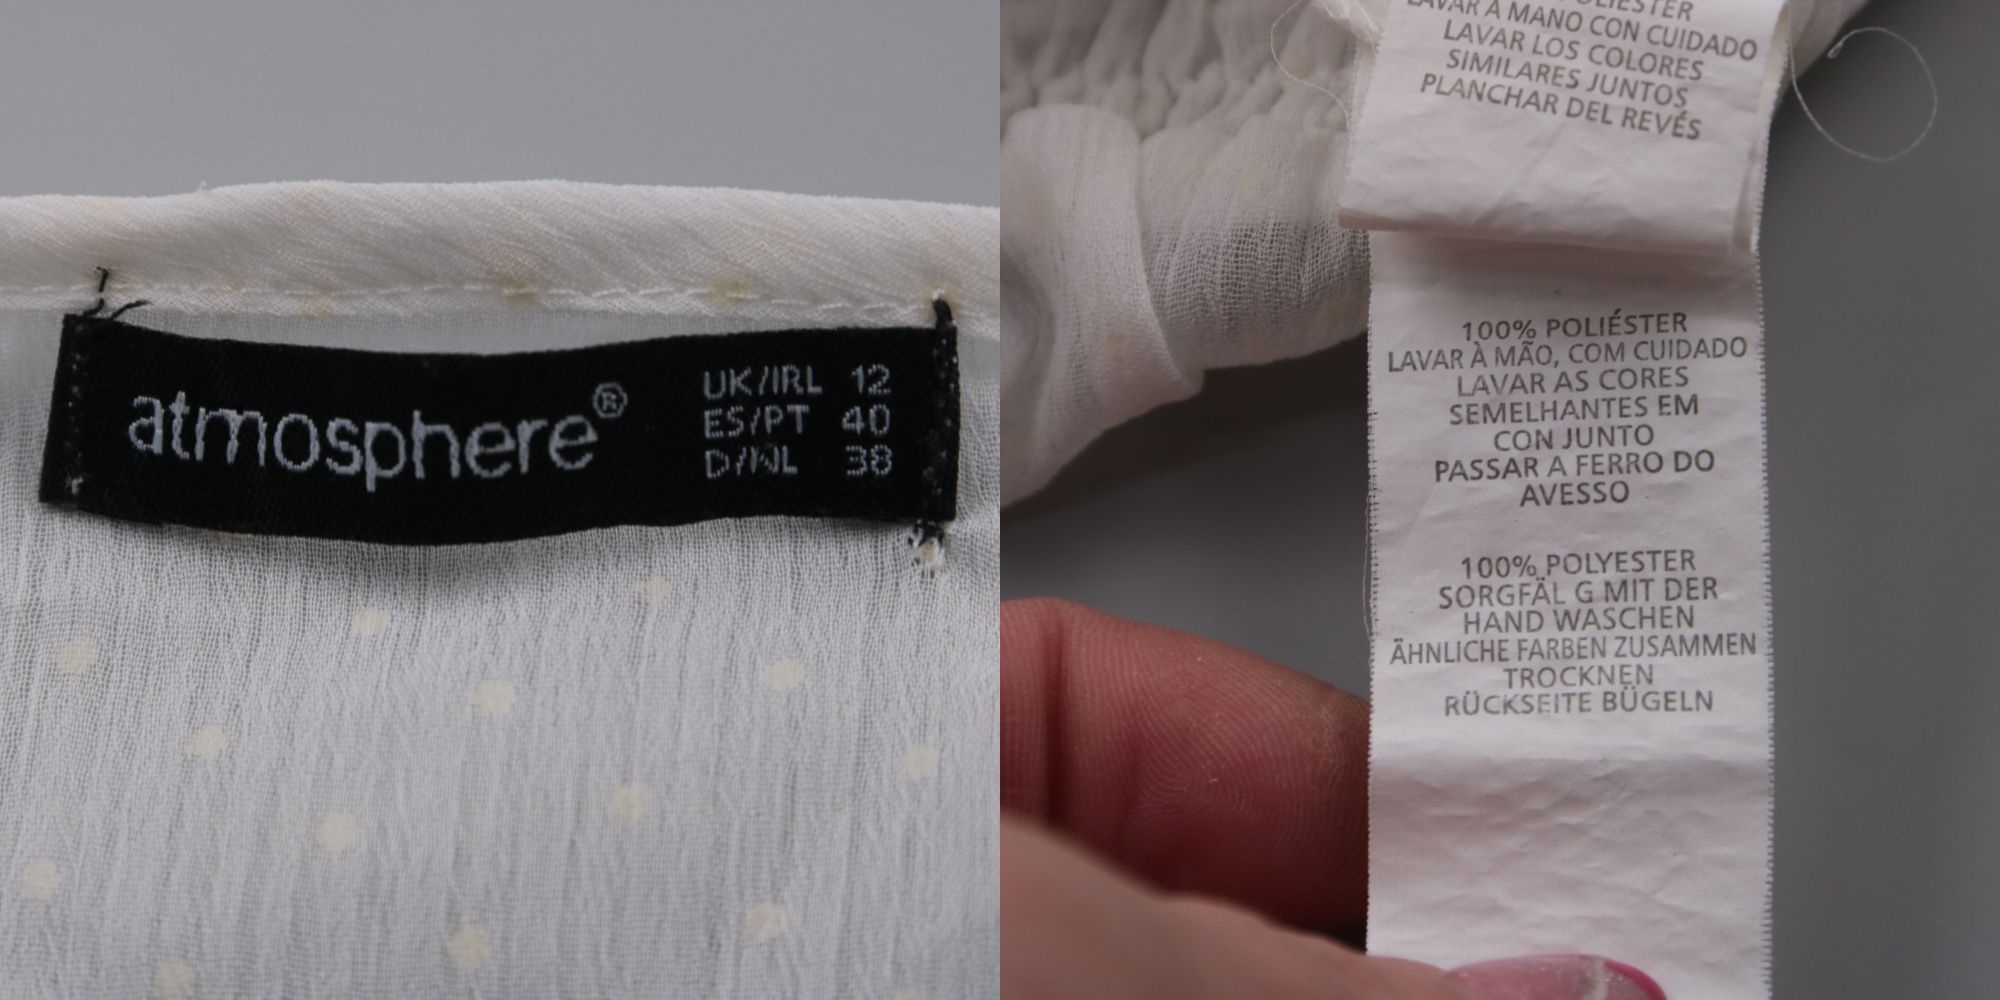 atmosphere®
UK/IRL 12
ES/PT 40
D/NL 38
POLIÉSTER
LAVAR A MANO CON CUIDADO
LAVAR LOS COLORES
SIMILARES JUNTOS
PLANCHAR DEL REVÉS
100% POLIÉSTER
LAVAR À MÃO, COM CUIDADO
LAVAR AS CORES
SEMELHANTES EM
CON JUNTO
PASSAR A FERRO DO
AVESSO
100% POLYESTER
SORGFÄL G MIT DER
HAND WASCHEN
ÄHNLICHE FARBEN ZUSAMMEN
TROCKNEN
RÜCKSEITE BÜGELN